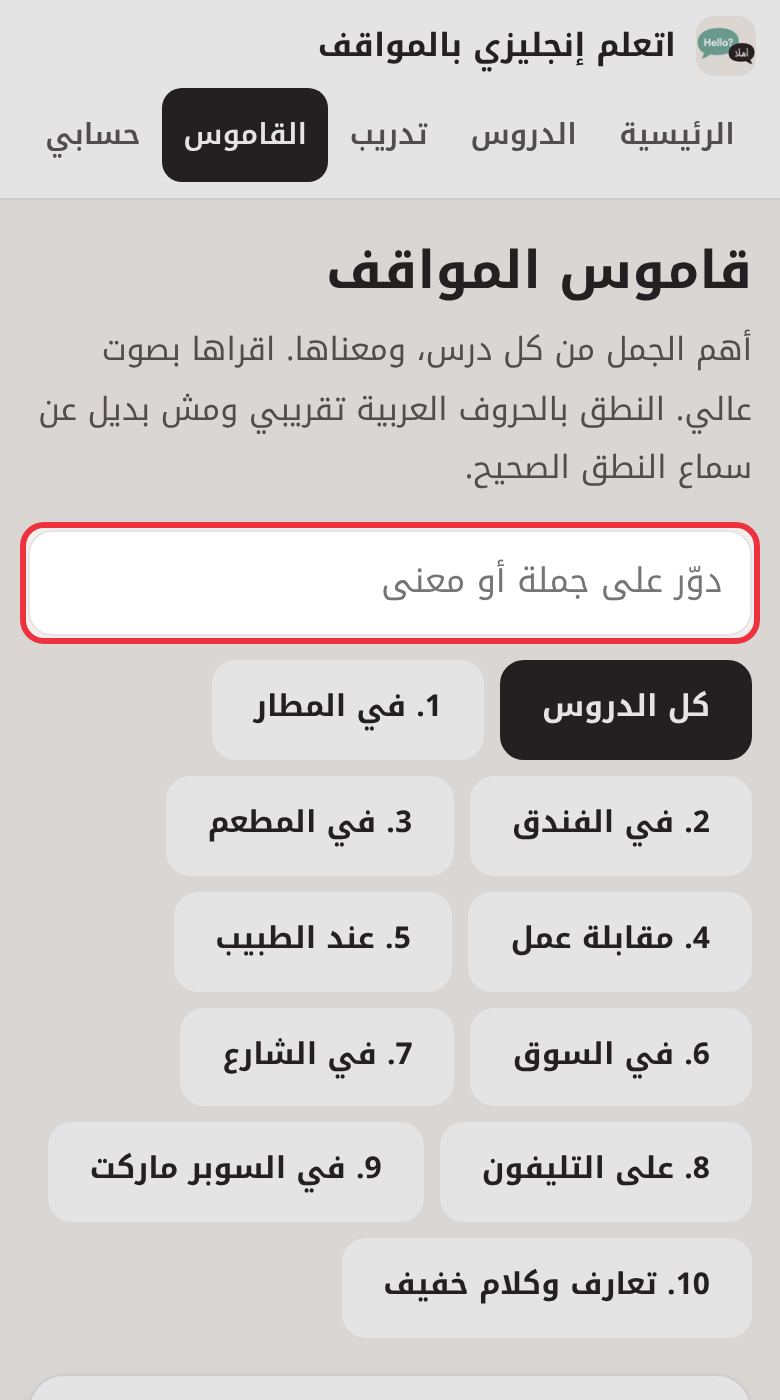 Hello?
أهلا
اتعلم إنجليزي بالمواقف
الرئيسية
الدروس
تدريب
القاموس
حسابي
قاموس المواقف
أهم الجمل من كل درس، ومعناها. اقراها بصوت
عالي. النطق بالحروف العربية تقريبي ومش بديل عن
سماع النطق الصحيح.
دوّر على جملة أو معنى
كل الدروس
1. في المطار
2. في الفندق
3. في المطعم
4. مقابلة عمل
5. عند الطبيب
6. في السوق
7. في الشارع
8. على التليفون
9. في السوبر ماركت
10. تعارف وكلام خفيف